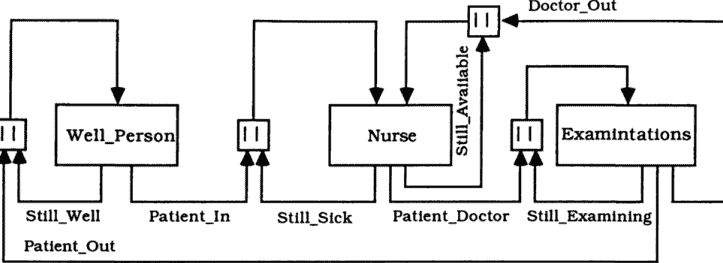 Doctor_Out
Still_Available
Well_Person
Nurse
Examintations
Still_Well
Patient_In
Still_Sick
Patient_Doctor
Still_Examining
Patient_Out